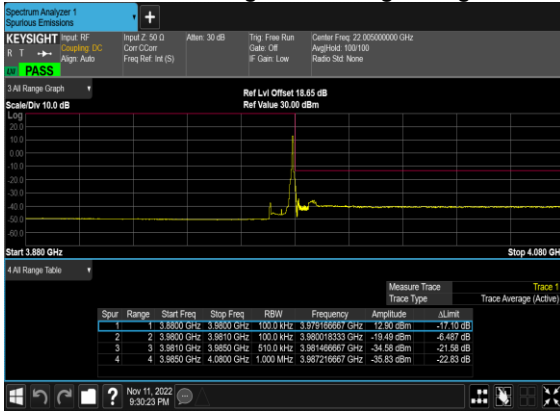 Spectrum Analyzer 1
Spurious Emissions
+
KEYSIGHT Input: RF Input Z: 50 Ω Atten: 30 dB Trig: Free Run Center Freq: 22.005000000 GHz
R T Coupling: DC Corr CCorr Gate: Off Avg|Hold: 100/100
Align: Auto Freq Ref: Int (S) IF Gain: Low Radio Std: None
PASS
3 All Range Graph
Ref Lvl Offset 18.65 dB
Scale/Div 10.0 dB Ref Value 30.00 dBm
Log
20.0
10.0
0.00
-10.0
-20.0
-30.0
-40.0
-50.0
-60.0
Start 3.880 GHz Stop 4.080 GH
4 All Range Table
Measure Trace Trace 1
Trace Type Trace Average (Active)
Spur Range Start Freq Stop Freq RBW Frequency Amplitude ΔLimit
1 1 3.8800 GHz 3.9800 GHz 100.0 kHz 3.979166667 GHz 12.90 dBm -17.10 dB
2 2 3.9800 GHz 3.9810 GHz 100.0 kHz 3.980018333 GHz -19.49 dBm -6.487 dB
3 3 3.9810 GHz 3.9850 GHz 510.0 kHz 3.981466667 GHz -34.58 dBm -21.58 dB
4 4 3.9850 GHz 4.0800 GHz 1.000 MHz 3.987216667 GHz -35.83 dBm -22.83 dB
? Nov 11, 2022
9:30:23 PM